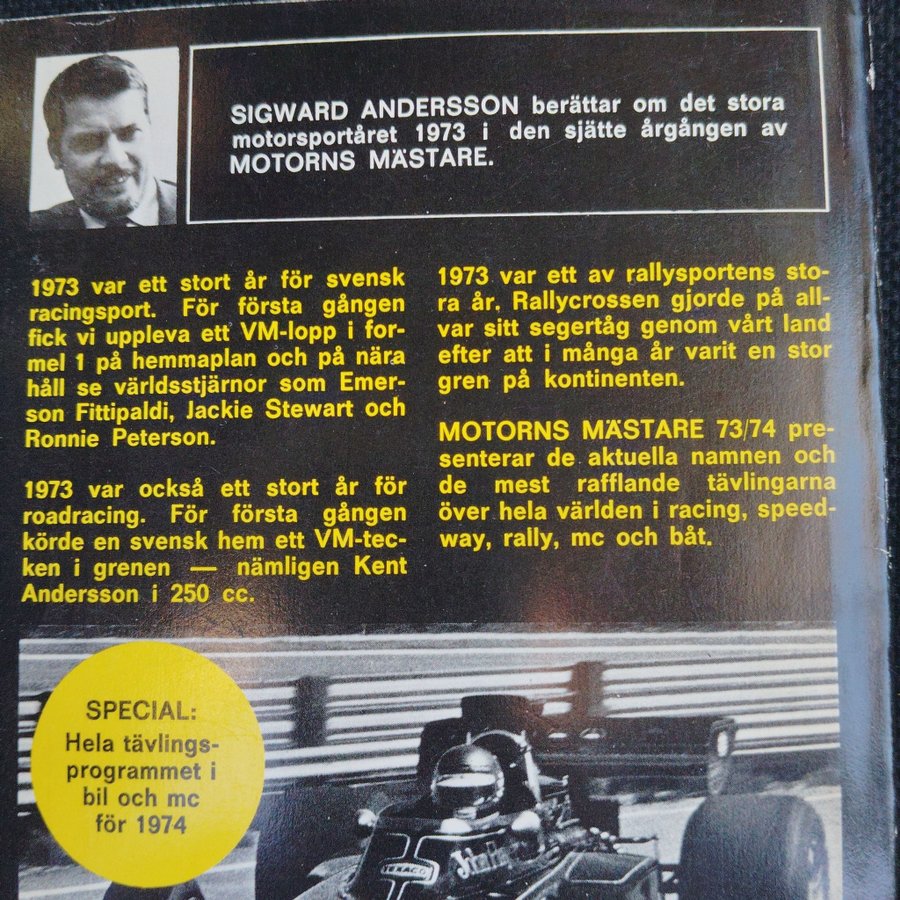 SIGWARD ANDERSSON berättar om det stora
motorsportåret 1973 i den sjätte årgången av
MOTORNS MÄSTARE.
1973 var ett stort år för svensk
racingsport. För första gången
fick vi uppleva ett VM-lopp i for-
mel 1 på hemmaplan och på nära
håll se världsstjärnor som Emer-
son Fittipaldi, Jackie Stewart och
Ronnie Peterson.
1973 var också ett stort år för
roadracing. För första gången
körde en svensk hem ett VM-tec-
ken i grenen — nämligen Kent
Andersson i 250 cc.
1973 var ett av rallysportens sto-
ra år. Rallycrossen gjorde på all-
var sitt segertåg genom vårt land
efter att i många år varit en stor
gren på kontinenten.
MOTORNS MÄSTARE 73/74 pre-
senterar de aktuella namnen och
de mest rafflande tävlingarna
över hela världen i racing, speed-
way, rally, mc och båt.
SPECIAL:
Hela tävlings-
programmet i
bil och mc
för 1974
TEXACO